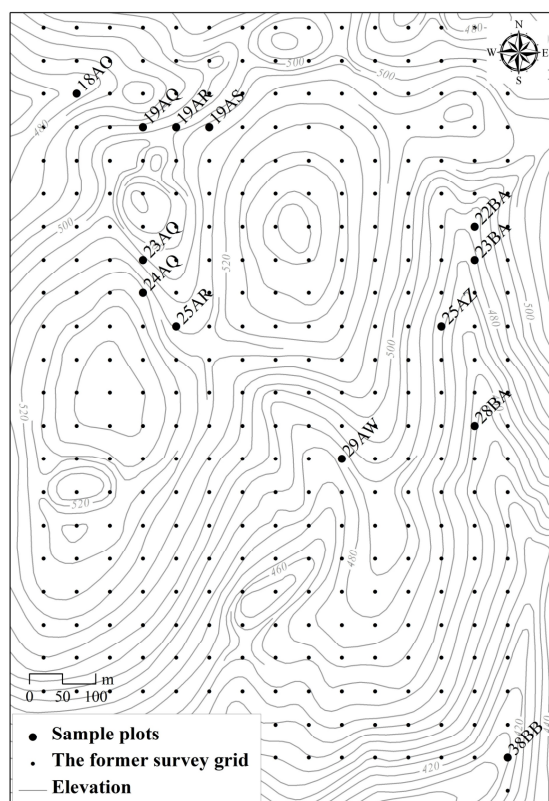 480
N
W E
S
500
500
18AQ
19AQ
19AR
19AS
480
500
22BA
23AQ
23BA
24AQ
520
500
25AR
25AZ
480
500
520
28BA
29AW
520
480
460
m
0 50 100
Sample plots
The former survey grid
Elevation
38BB
420
420